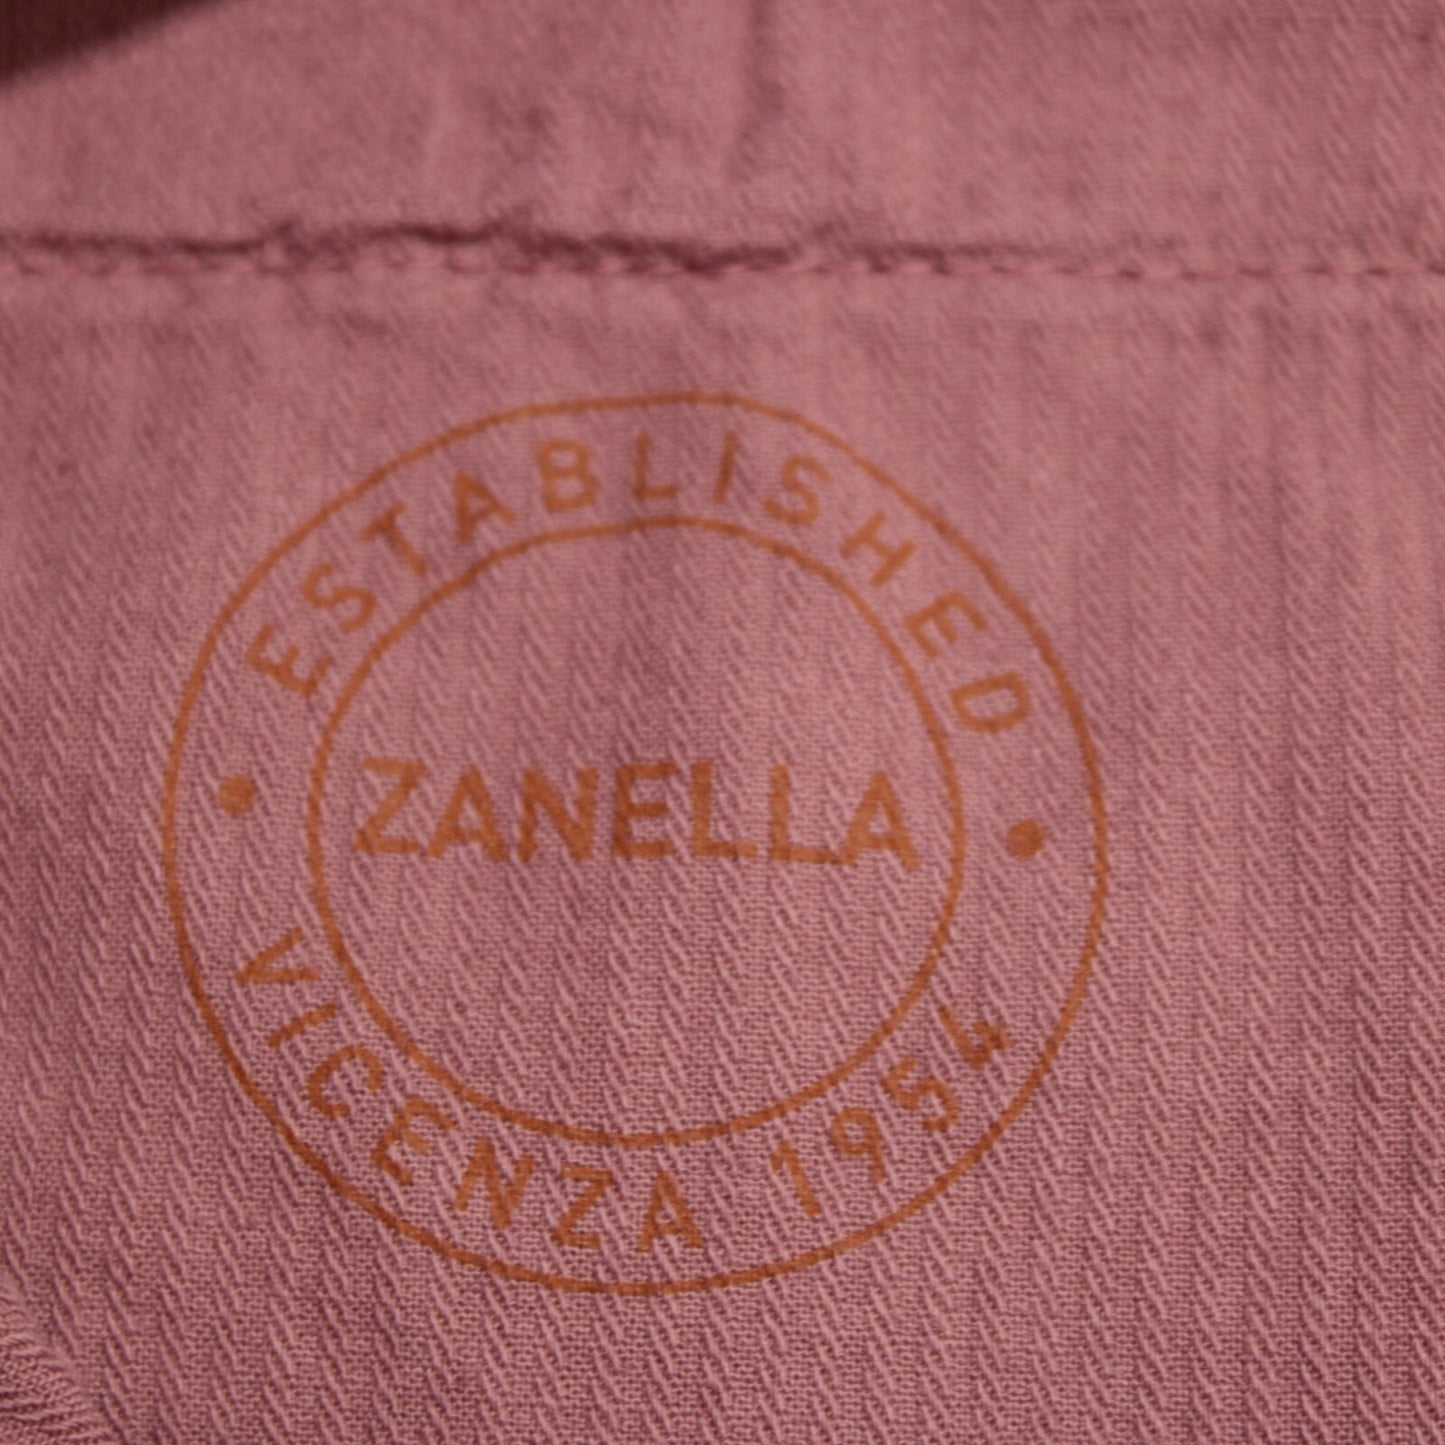 ESTABLISHED
ZANELLA
VICENZA 1954